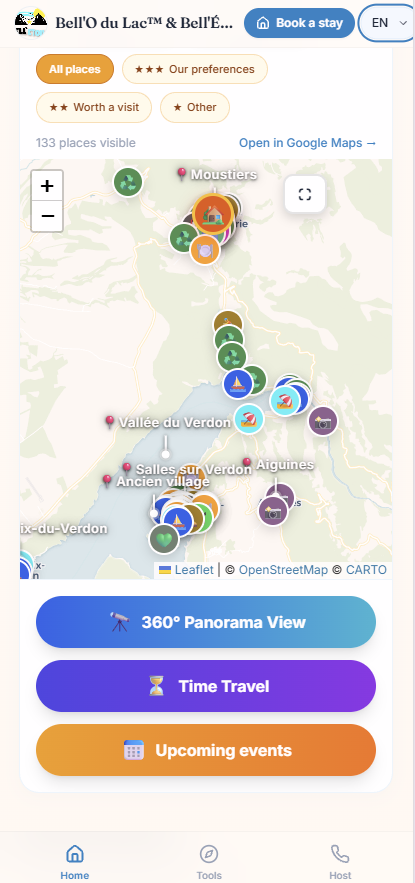 Bell'O du Lac™ & Bell'É...
Book a stay
EN
All places
★★★ Our preferences
★★ Worth a visit
★ Other
133 places visible
Open in Google Maps →
+
−
Moustiers
Vallée du Verdon
Salles sur Verdon
Aiguines
Ancien village
ix-du-Verdon
Leaflet | © OpenStreetMap © CARTO
360° Panorama View
Time Travel
Upcoming events
Home
Tools
Host